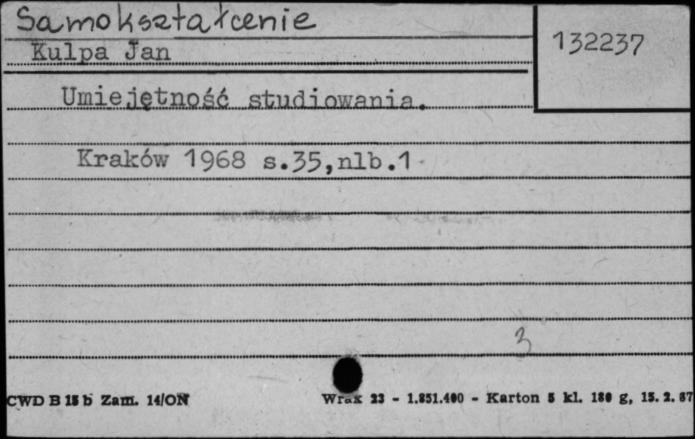 Samokształcenie
132237
Kulpa Jan
Umiejętność studiowania.
Kraków 1968 s.35,nlb.1
3
CWD B 15 b Zam. 14/ON
Wrak 23 - 1.851.400 - Karton 5 kl. 180 g, 15. 2. 67